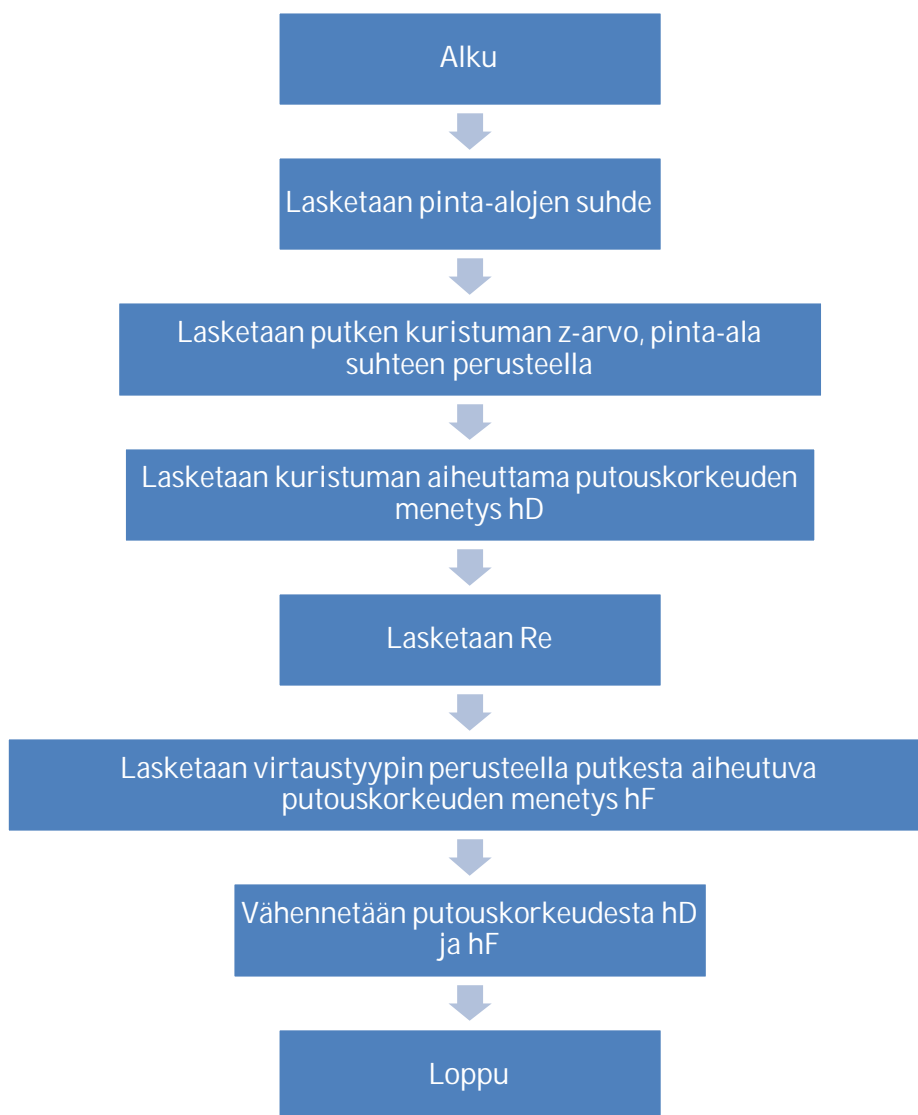 Alku
Lasketaan pinta-alojen suhde
Lasketaan putken kuristuman z-arvo, pinta-ala
suhteen perusteella
Lasketaan kuristuman aiheuttama putouskorkeuden
menetys hD
Lasketaan Re
Lasketaan virtaustyypin perusteella putkesta aiheutuva
putouskorkeuden menetys hF
Vähennetään putouskorkeudesta hD
ja hF
Loppu